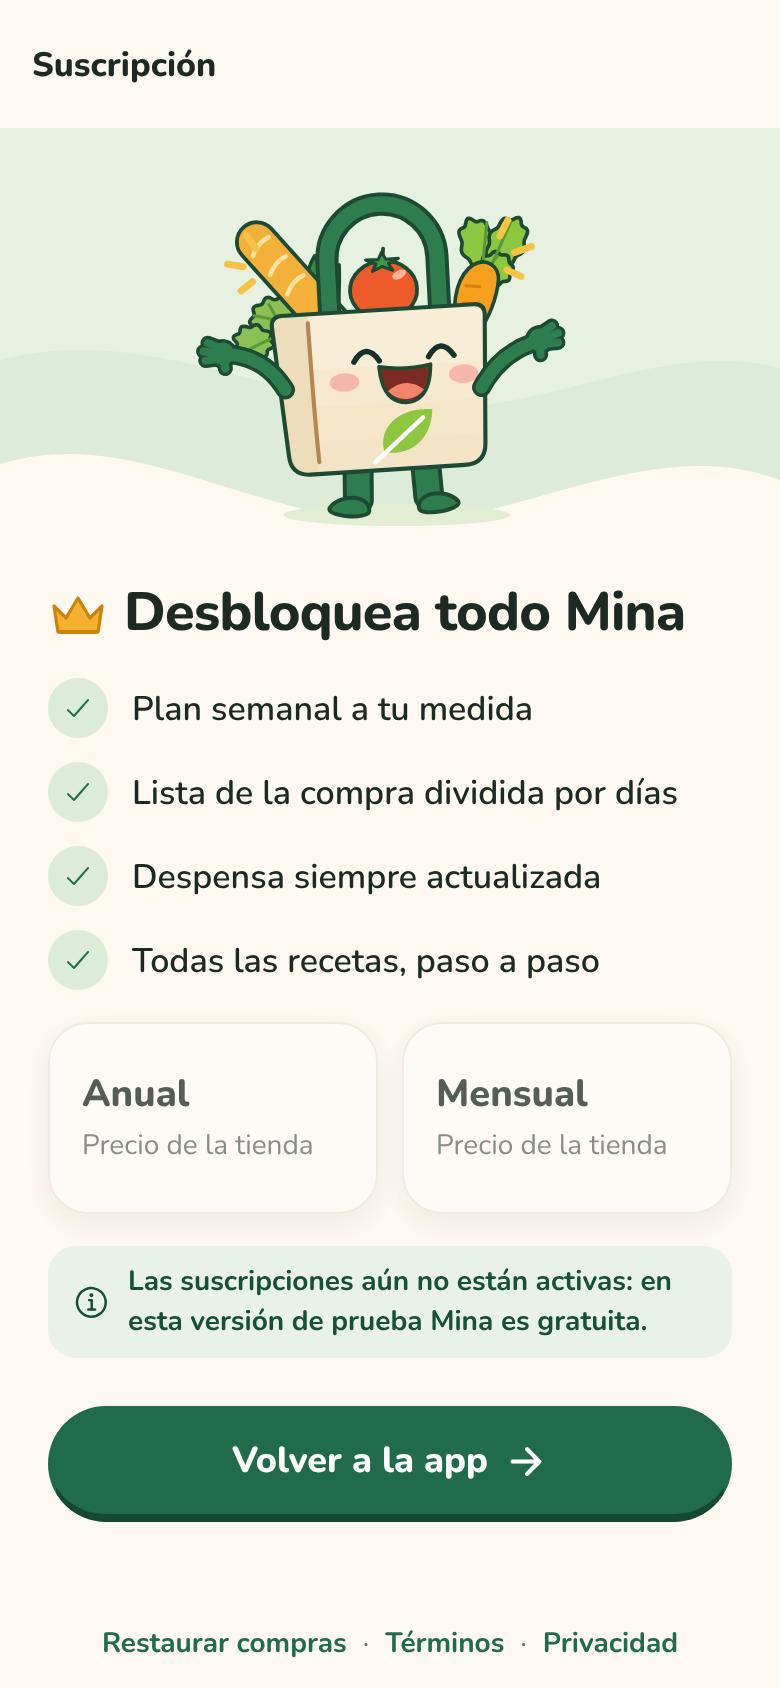 Suscripción
Desbloquea todo Mina
Plan semanal a tu medida
Lista de la compra dividida por días
Despensa siempre actualizada
Todas las recetas, paso a paso
Anual
Precio de la tienda
Mensual
Precio de la tienda
Las suscripciones aún no están activas: en
esta versión de prueba Mina es gratuita.
Volver a la app →
Restaurar compras · Términos · Privacidad